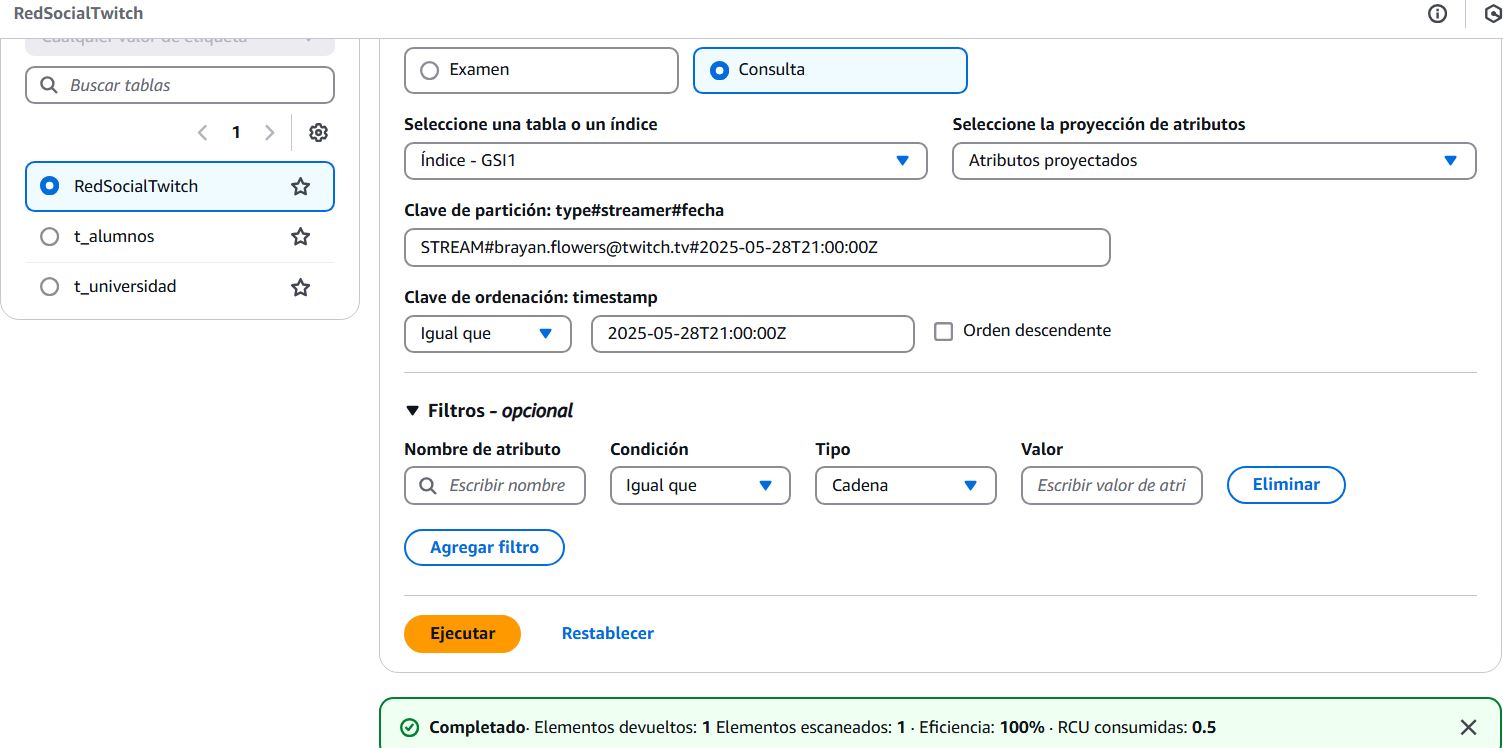 RedSocialTwitch
Cualquier valor de etiqueta
Buscar tablas
1
RedSocialTwitch
t_alumnos
t_universidad
Examen
Consulta
Seleccione una tabla o un índice
Seleccione la proyección de atributos
Índice - GSI1
Atributos proyectados
Clave de partición: type#streamer#fecha
STREAM#brayan.flowers@twitch.tv#2025-05-28T21:00:00Z
Clave de ordenación: timestamp
Igual que
2025-05-28T21:00:00Z
Orden descendente
Filtros - opcional
Nombre de atributo
Condición
Tipo
Valor
Escribir nombre
Igual que
Cadena
Escribir valor de atri
Eliminar
Agregar filtro
Ejecutar
Restablecer
Completado· Elementos devueltos: 1 Elementos escaneados: 1 · Eficiencia: 100% · RCU consumidas: 0.5